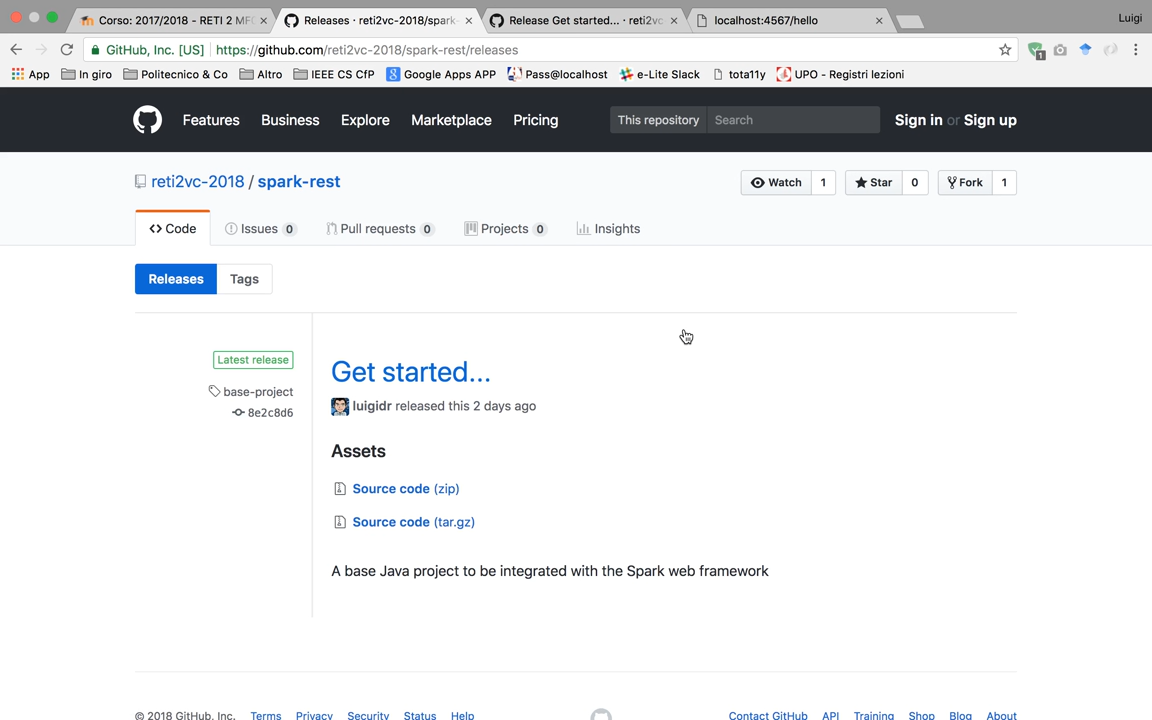 Corso: 2017/2018 - RETI 2 MFC
Releases · reti2vc-2018/spark-
Release Get started... · reti2vc
localhost:4567/hello
Luigi
GitHub, Inc. [US] https://github.com/reti2vc-2018/spark-rest/releases
1
App In giro Politecnico & Co Altro IEEE CS CfP Google Apps APP Pass@localhost e-Lite Slack tota11y UPO - Registri lezioni
Features Business Explore Marketplace Pricing This repository Search Sign in or Sign up
reti2vc-2018 / spark-rest Watch 1 Star 0 Fork 1
Code Issues 0 Pull requests 0 Projects 0 Insights
Releases Tags
Latest release
base-project
8e2c8d6
Get started...
luigidr released this 2 days ago
Assets
Source code (zip)
Source code (tar.gz)
A base Java project to be integrated with the Spark web framework
© 2018 GitHub, Inc. Terms Privacy Security Status Help Contact GitHub API Training Shop Blog About